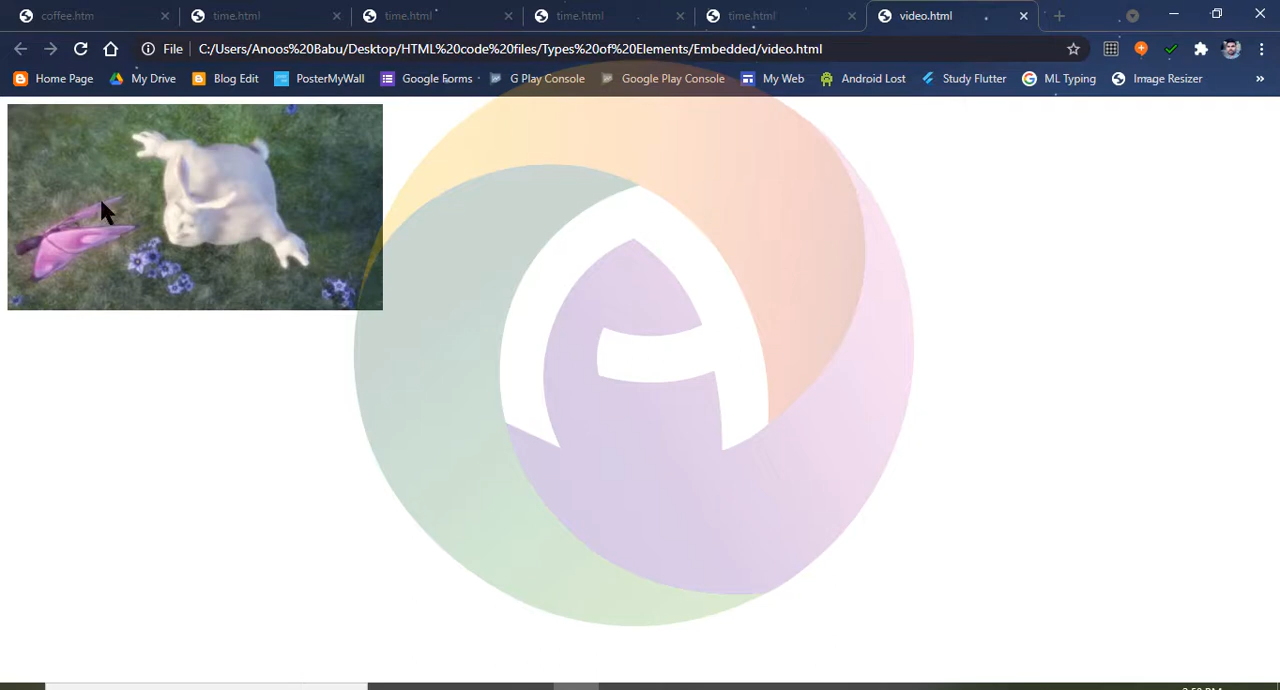 coffee.htm
time.html
time.html
time.html
time.html
video.html
File
C:/Users/Anoos%20Babu/Desktop/HTML%20code%20files/Types%20of%20Elements/Embedded/video.html
Home Page
My Drive
Blog Edit
PosterMyWall
Google Forms
G Play Console
Google Play Console
My Web
Android Lost
Study Flutter
ML Typing
Image Resizer